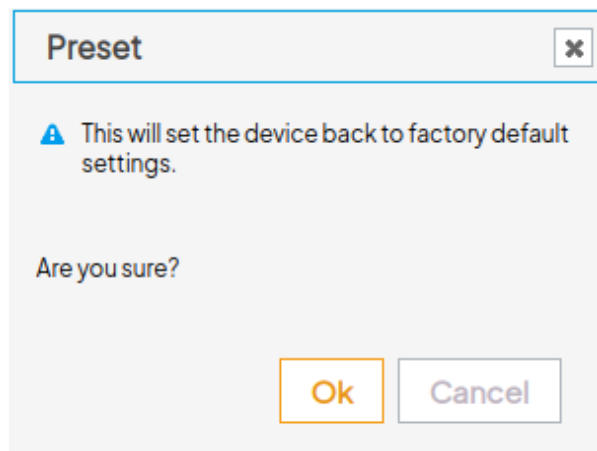 Preset
This will set the device back to factory default
settings.
Are you sure?
Ok
Cancel